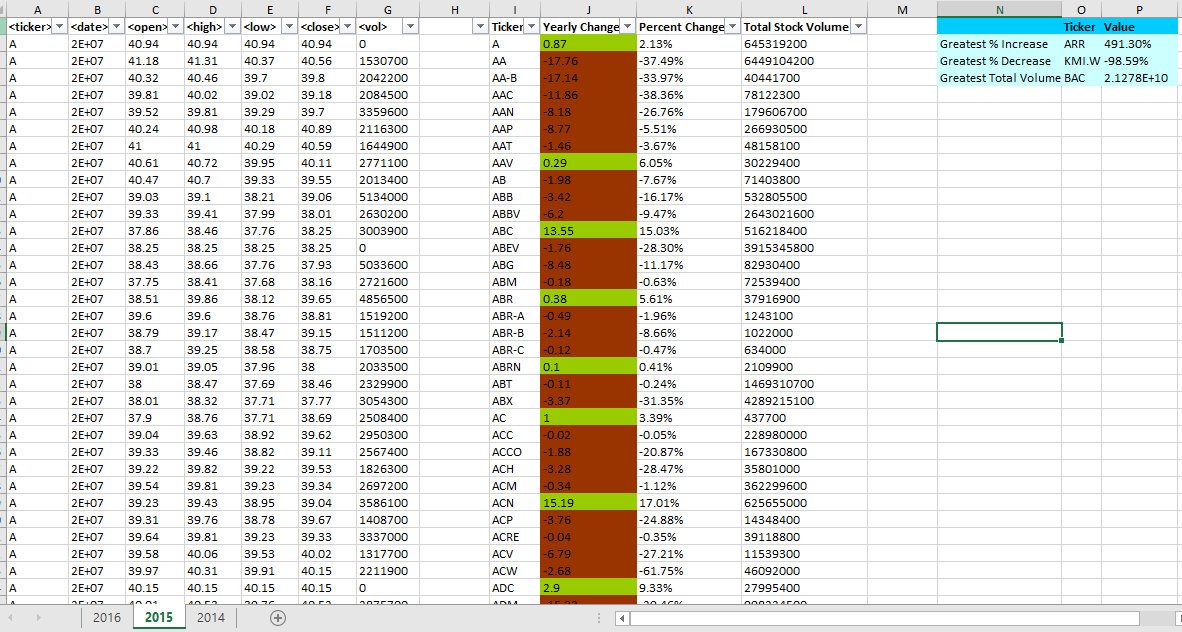 A B C D E F G H I J K L M N O P
<ticker> <date> <open> <high> <low> <close> <vol> Ticker Yearly Change Percent Change Total Stock Volume Ticker Value
A 2E+07 40.94 40.94 40.94 40.94 0 A 0.87 2.13% 645319200 Greatest % Increase ARR 491.30%
A 2E+07 41.18 41.31 40.37 40.56 1530700 AA -17.76 -37.49% 6449104200 Greatest % Decrease KMI.W -98.59%
A 2E+07 40.32 40.46 39.7 39.8 2042200 AA-B -17.14 -33.97% 40441700 Greatest Total Volume BAC 2.1278E+10
A 2E+07 39.81 40.02 39.02 39.18 2084500 AAC -11.86 -38.36% 78122300
A 2E+07 39.52 39.81 39.29 39.7 3359600 AAN -8.18 -26.76% 179606700
A 2E+07 40.24 40.98 40.18 40.89 2116300 AAP -8.77 -5.51% 266930500
A 2E+07 41 41 40.29 40.59 1644900 AAT -1.46 -3.67% 48158100
A 2E+07 40.61 40.72 39.95 40.11 2771100 AAV 0.29 6.05% 30229400
A 2E+07 40.47 40.7 39.33 39.55 2013400 AB -1.98 -7.67% 71403800
A 2E+07 39.03 39.1 38.21 39.06 5134000 ABB -3.42 -16.17% 532805500
A 2E+07 39.33 39.41 37.99 38.01 2630200 ABBV -6.2 -9.47% 2643021600
A 2E+07 37.86 38.46 37.76 38.25 3003900 ABC 13.55 15.03% 516218400
A 2E+07 38.25 38.25 38.25 38.25 0 ABEV -1.76 -28.30% 3915345800
A 2E+07 38.43 38.66 37.76 37.93 5033600 ABG -8.48 -11.17% 82930400
A 2E+07 37.75 38.41 37.68 38.16 2721600 ABM -0.18 -0.63% 72539400
A 2E+07 38.51 39.86 38.12 39.65 4856500 ABR 0.38 5.61% 37916900
A 2E+07 39.6 39.6 38.76 38.81 1519200 ABR-A -0.49 -1.96% 1243100
A 2E+07 38.79 39.17 38.47 39.15 1511200 ABR-B -2.14 -8.66% 1022000
A 2E+07 38.7 39.25 38.58 38.75 1703500 ABR-C -0.12 -0.47% 634000
A 2E+07 39.01 39.05 37.96 38 2033500 ABRN 0.1 0.41% 2109900
A 2E+07 38 38.47 37.69 38.46 2329900 ABT -0.11 -0.24% 1469310700
A 2E+07 38.01 38.32 37.71 37.77 3054300 ABX -3.37 -31.35% 4289215100
A 2E+07 37.9 38.76 37.71 38.69 2508400 AC 1 3.39% 437700
A 2E+07 39.04 39.63 38.92 39.62 2950300 ACC -0.02 -0.05% 228980000
A 2E+07 39.33 39.46 38.82 39.11 2567400 ACCO -1.88 -20.87% 167330800
A 2E+07 39.22 39.82 39.22 39.53 1826300 ACH -3.28 -28.47% 35801000
A 2E+07 39.54 39.81 39.23 39.34 2697200 ACM -0.34 -1.12% 362299600
A 2E+07 39.23 39.43 38.95 39.04 3586100 ACN 15.19 17.01% 625655000
A 2E+07 39.31 39.76 38.78 39.67 1408700 ACP -3.76 -24.88% 14348400
A 2E+07 39.64 39.81 39.23 39.33 3337000 ACRE -0.04 -0.35% 39118800
A 2E+07 39.58 40.06 39.53 40.02 1317700 ACV -6.79 -27.21% 11539300
A 2E+07 39.97 40.31 39.91 40.15 2211900 ACW -2.68 -61.75% 46092000
A 2E+07 40.15 40.15 40.15 40.15 0 ADC 2.9 9.33% 27995400
2016 2015 2014